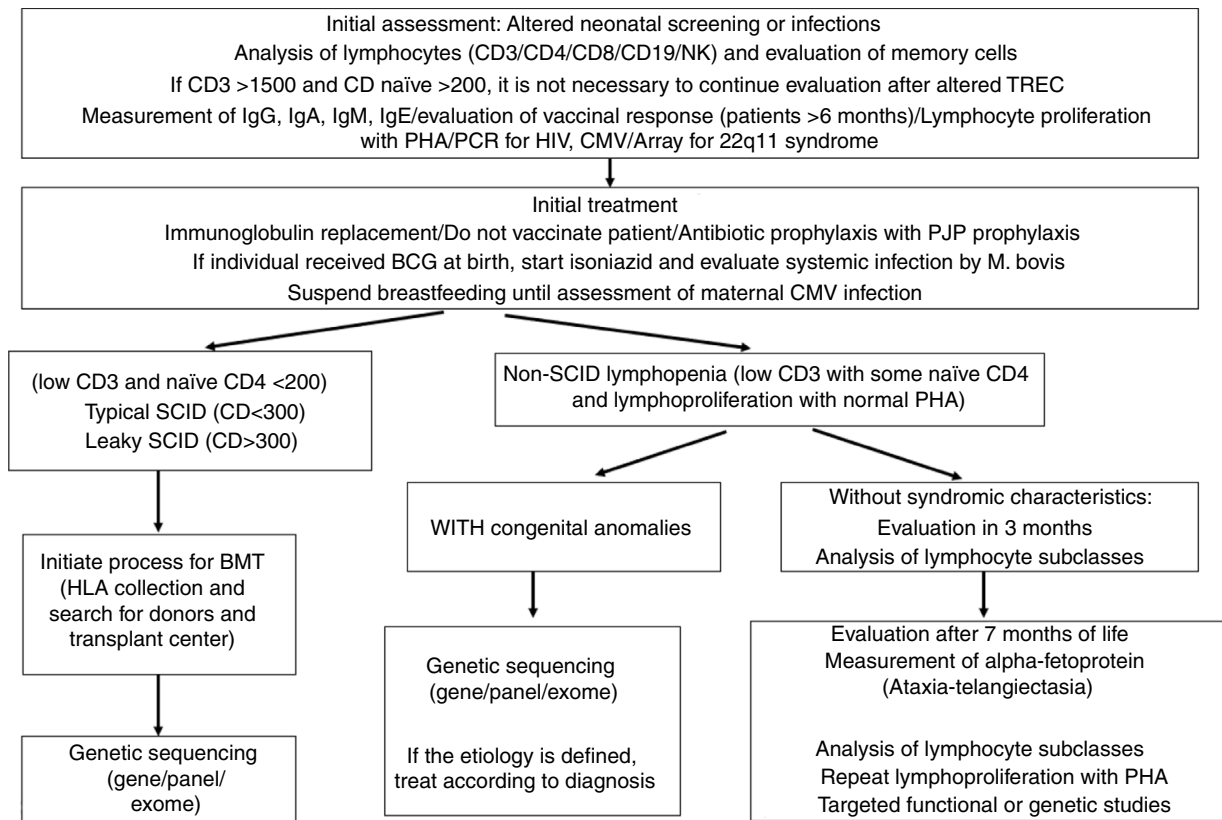 Initial assessment: Altered neonatal screening or infections
Analysis of lymphocytes (CD3/CD4/CD8/CD19/NK) and evaluation of memory cells
If CD3 >1500 and CD naïve >200, it is not necessary to continue evaluation after altered TREC
Measurement of IgG, IgA, IgM, IgE/evaluation of vaccinal response (patients >6 months)/Lymphocyte proliferation
with PHA/PCR for HIV, CMV/Array for 22q11 syndrome
Initial treatment
Immunoglobulin replacement/Do not vaccinate patient/Antibiotic prophylaxis with PJP prophylaxis
If individual received BCG at birth, start isoniazid and evaluate systemic infection by M. bovis
Suspend breastfeeding until assessment of maternal CMV infection
(low CD3 and naïve CD4 <200)
Typical SCID (CD<300)
Leaky SCID (CD>300)
Non-SCID lymphopenia (low CD3 with some naïve CD4
and lymphoproliferation with normal PHA)
Initiate process for BMT
(HLA collection and
search for donors and
transplant center)
WITH congenital anomalies
Without syndromic characteristics:
Evaluation in 3 months
Analysis of lymphocyte subclasses
Genetic sequencing
(gene/panel/
exome)
Genetic sequencing
(gene/panel/exome)
If the etiology is defined,
treat according to diagnosis
Evaluation after 7 months of life
Measurement of alpha-fetoprotein
(Ataxia-telangiectasia)
Analysis of lymphocyte subclasses
Repeat lymphoproliferation with PHA
Targeted functional or genetic studies